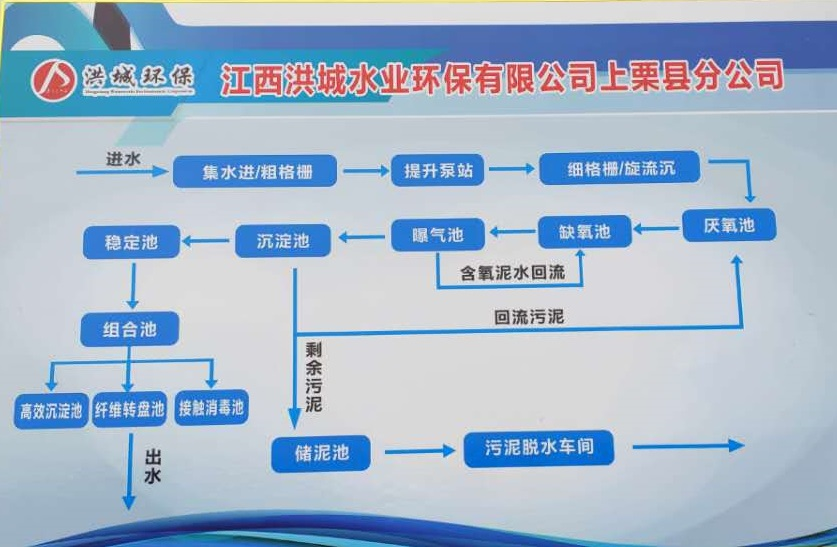 洪城环保
江西洪城水业环保有限公司上栗县分公司
进水
集水进/粗格栅
提升泵站
细格栅/旋流沉
厌氧池
缺氧池
曝气池
沉淀池
稳定池
含氧泥水回流
回流污泥
组合池
剩余污泥
高效沉淀池
纤维转盘池
接触消毒池
出水
储泥池
污泥脱水车间